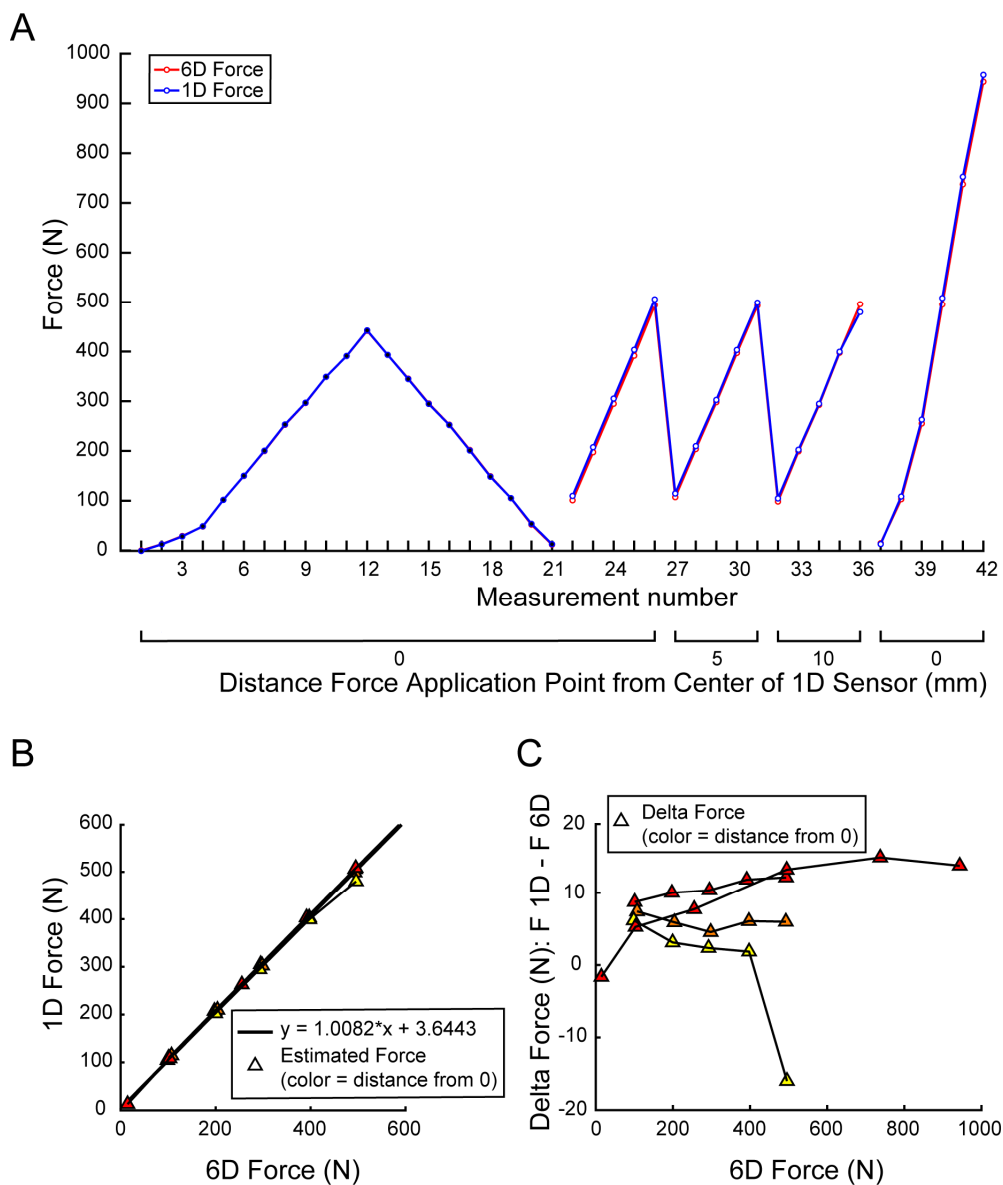 A
1000
900
800
700
600
500
400
300
200
100
0
Force (N)
6D Force
1D Force
3 6 9 12 15 18 21 24 27 30 33 36 39 42
Measurement number
0 5 10 0
Distance Force Application Point from Center of 1D Sensor (mm)
B
600
500
400
300
200
100
0
1D Force (N)
y = 1.0082*x + 3.6443
Estimated Force
(color = distance from 0)
0 200 400 600
6D Force (N)
C
20
10
0
-10
-20
Delta Force (N): F 1D - F 6D
Delta Force
(color = distance from 0)
0 200 400 600 800 1000
6D Force (N)